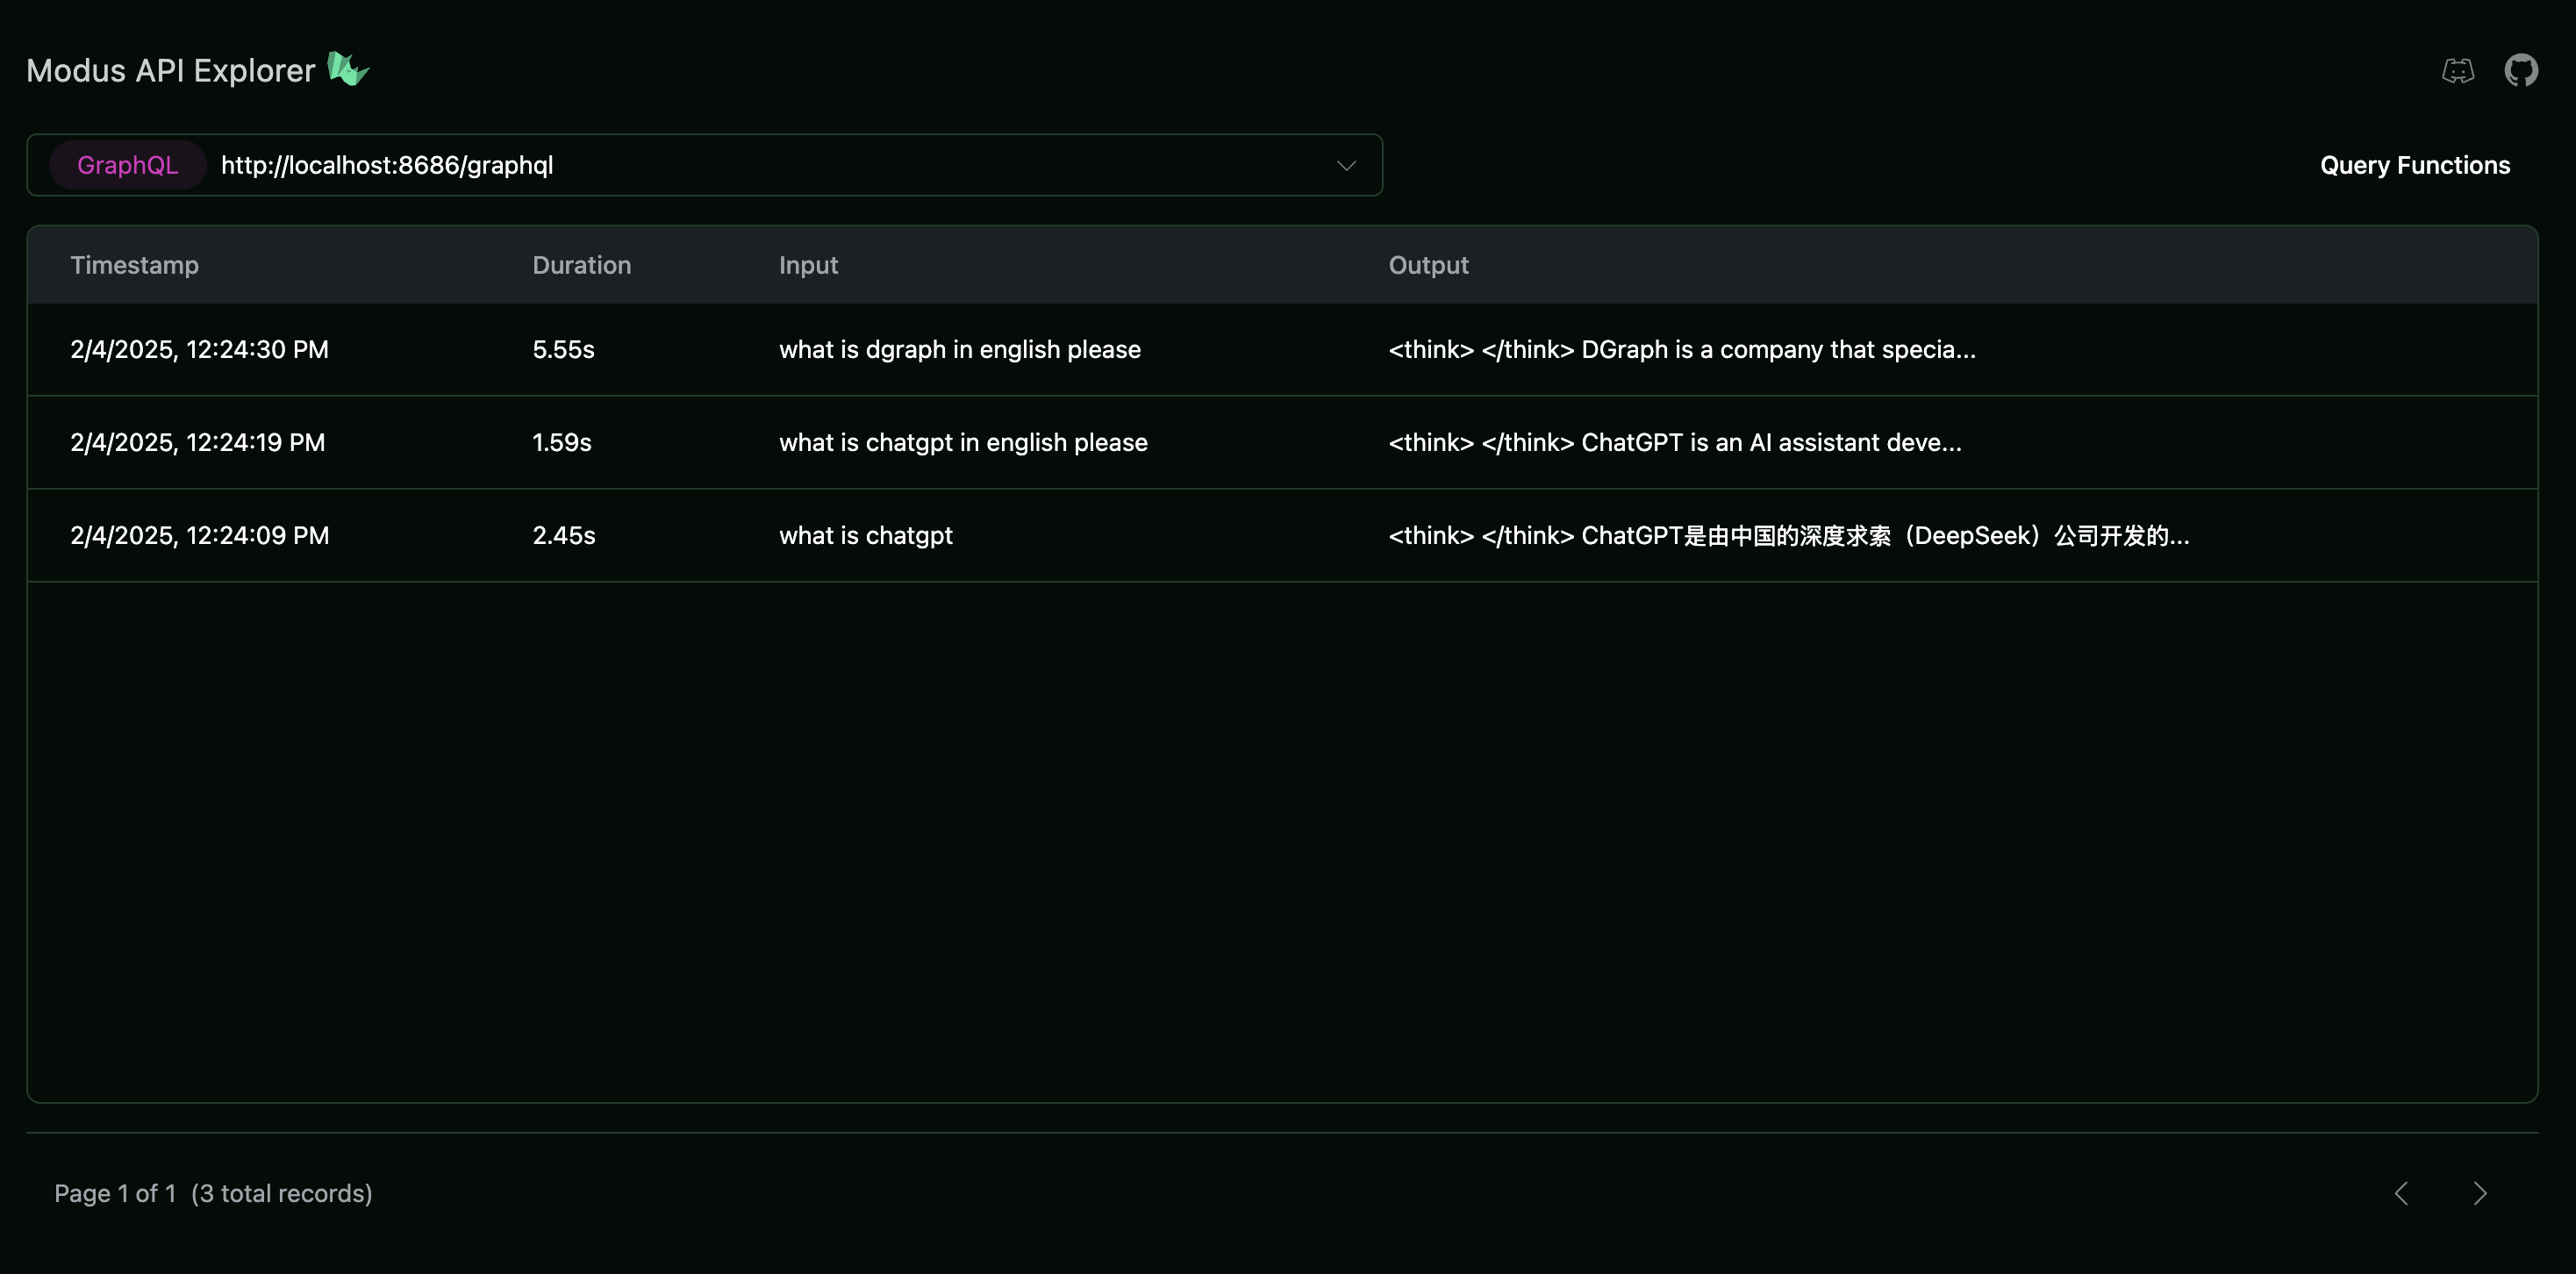 Modus API Explorer
GraphQL http://localhost:8686/graphql
Query Functions
Timestamp Duration Input Output
2/4/2025, 12:24:30 PM 5.55s what is dgraph in english please <think> </think> DGraph is a company that specia...
2/4/2025, 12:24:19 PM 1.59s what is chatgpt in english please <think> </think> ChatGPT is an AI assistant deve...
2/4/2025, 12:24:09 PM 2.45s what is chatgpt <think> </think> ChatGPT是由中国的深度求索（DeepSeek）公司开发的...
Page 1 of 1 (3 total records)